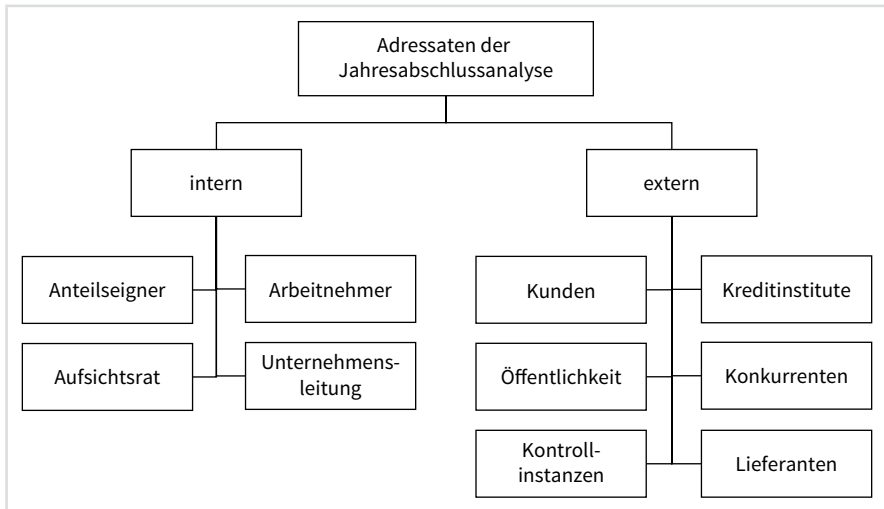 Adressaten der
Jahresabschlussanalyse
intern
extern
Anteilseigner
Arbeitnehmer
Kunden
Kreditinstitute
Aufsichtsrat
Unternehmens-
leitung
Öffentlichkeit
Konkurrenten
Kontroll-
instanzen
Lieferanten